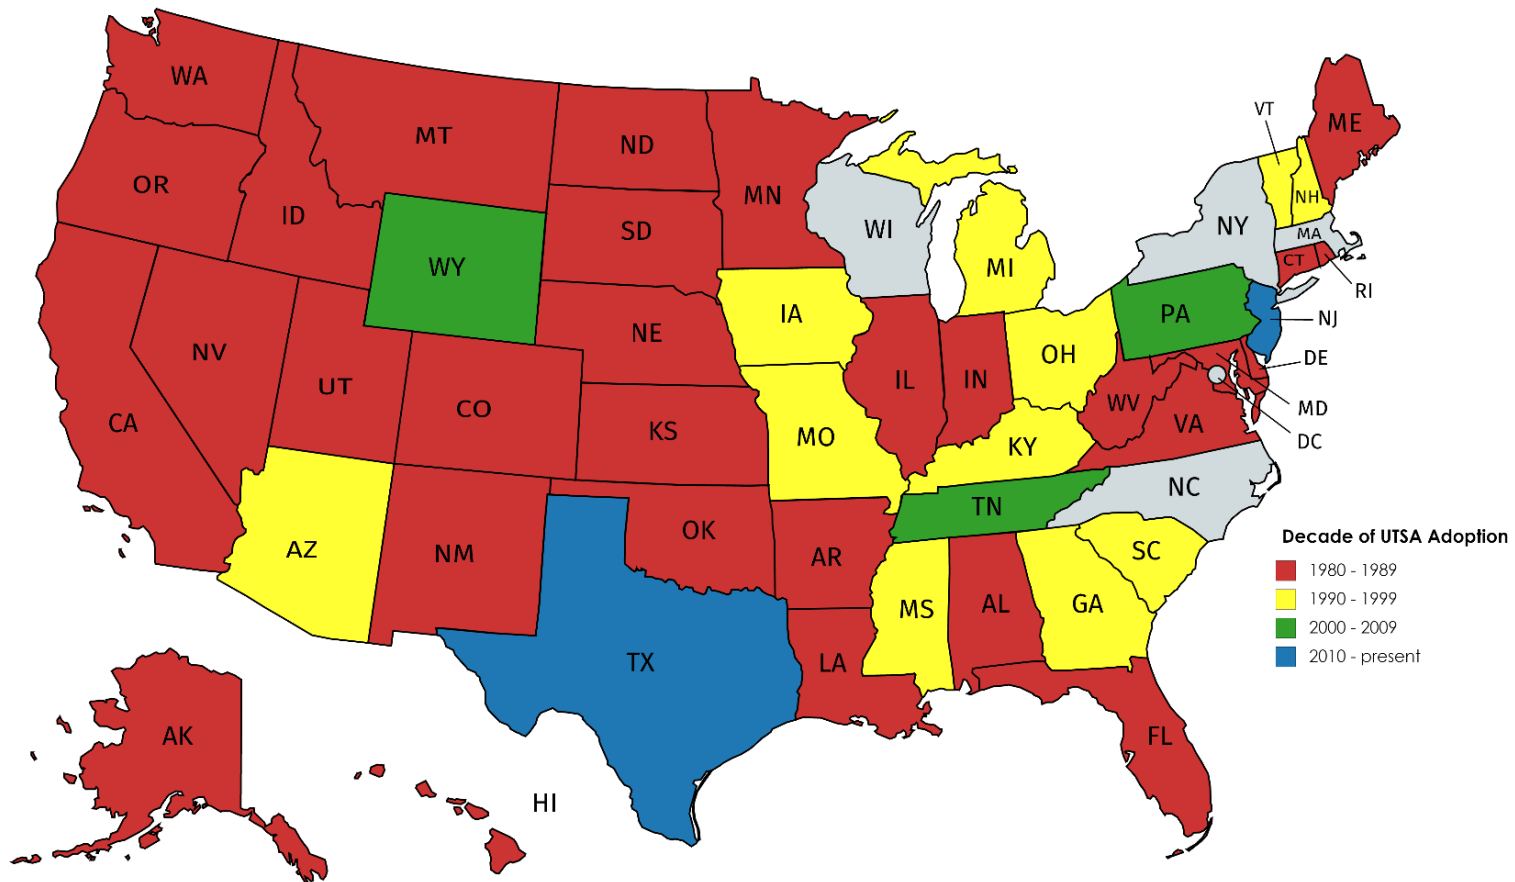 WA
MT
ND
MN
OR
ID
WY
SD
WI
MI
VT
ME
NH
NY
MA
CT
RI
NV
UT
CO
NE
IA
IL
IN
OH
PA
NJ
DE
MD
DC
CA
KS
MO
KY
WV
VA
AZ
NM
OK
AR
TN
NC
SC
MS
AL
GA
TX
LA
FL
AK
HI
Decade of UTSA Adoption
1980 - 1989
1990 - 1999
2000 - 2009
2010 - present